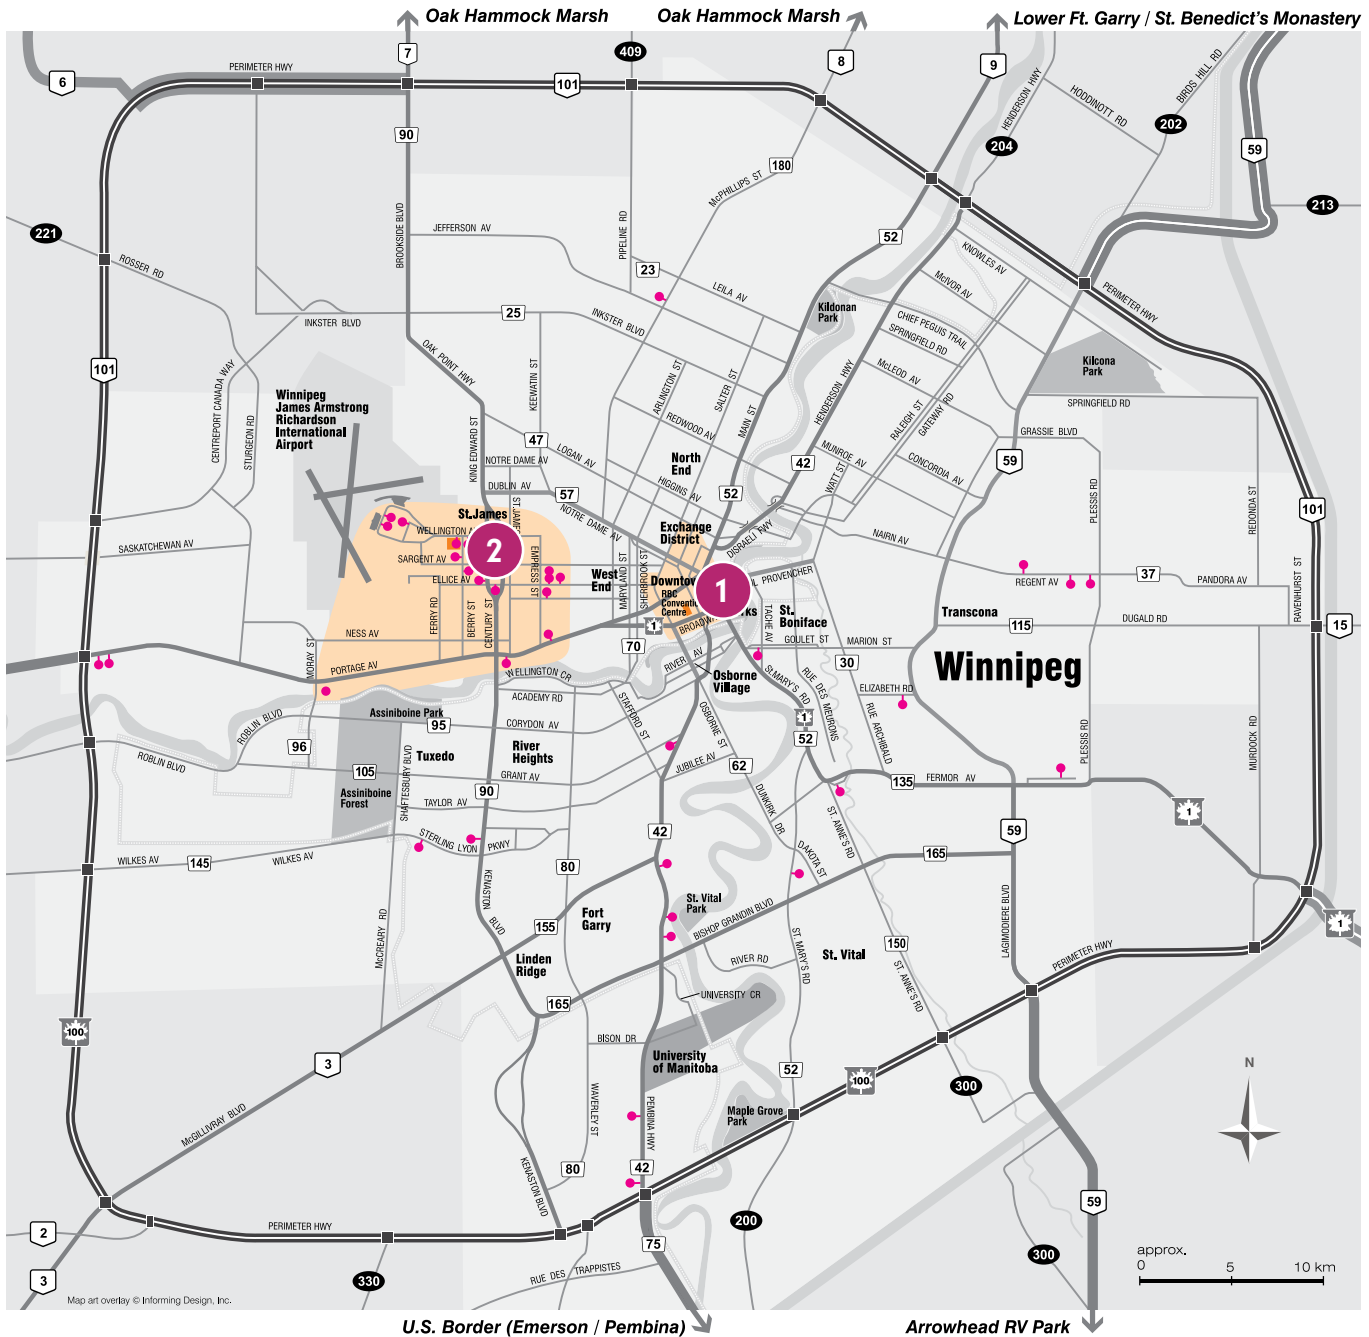 Oak Hammock Marsh
Oak Hammock Marsh
Lower Ft. Garry / St. Benedict's Monastery
7
409
8
9
6
PERIMETER HWY
101
HENDERSON HWY
HODDINOTT RD
BIRDS HILL RD
202
204
59
90
180
McPHILLIPS ST
213
221
ROSSER RD
BROOKSIDE BLVD
JEFFERSON AV
PIPELINE RD
52
KNOWLES AV
23
LEILA AV
McIVOR AV
PERIMETER HWY
INKSTER BLVD
25
INKSTER BLVD
Kildonan
Park
CHIEF PEGUIS TRAIL
SPRINGFIELD RD
101
CENTREPORT CANADA WAY
OAK POINT HWY
KEEWATIN ST
ARLINGTON ST
SALTER ST
MAIN ST
HENDERSON HWY
McLEOD AV
Kilcona
Park
SPRINGFIELD RD
Winnipeg
James Armstrong
Richardson
International
Airport
STURGEON RD
KING EDWARD ST
47
LOGAN AV
REDWOOD AV
RALEIGH ST
GATEWAY RD
GRASSIE BLVD
NOTRE DAME AV
North
End
MUNROE AV
42
CONCORDIA AV
59
DUBLIN AV
57
HIGGINS AV
52
WATT ST
PLESSIS RD
REDONDA ST
101
St.James
ST.JAMES
NOTRE DAME AV
Exchange
District
DISRAELI FWY
NAIRN AV
SASKATCHEWAN AV
WELLINGTON A
2
SARGENT AV
EMPRESS ST
ELLICE AV
West
End
MARYLAND ST
SHERBROOK ST
Downtow
1
PROVENCHER
REGENT AV
37
PANDORA AV
RAVENHURST ST
RBC
Conventi
Centre
BROADW
rks
TACHE AV
St.
Boniface
Transcona
115
DUGALD RD
15
FERRY RD
BERRY ST
CENTURY ST
NESS AV
1
70
GOULET ST
MARION ST
30
Winnipeg
MORAY ST
PORTAGE AV
WELLINGTON CR
RIVER AV
Osborne
Village
ST.MARY'S RD
RUE DES MEURONS
ELIZABETH RD
RUE ARCHIBALD
ACADEMY RD
STAFFORD ST
OSBORNE ST
Assiniboine Park
ROBLIN BLVD
95
CORYDON AV
1
52
96
ROBLIN BLVD
105
Tuxedo
River
Heights
GRANT AV
JUBILEE AV
62
PLESSIS RD
MURDOCK RD
135
FERMOR AV
Assiniboine
Forest
SHAFTESBURY BLVD
TAYLOR AV
90
DUNKIRK DR
ST. ANNE'S RD
1
STERLING LYON PKWY
42
59
WILKES AV
145
WILKES AV
80
DAKOTA ST
165
McCREARY RD
KENASTON BLVD
155
Fort
Garry
St. Vital
Park
BISHOP GRANDIN BLVD
LAGIMODIERE BLVD
1
Linden
Ridge
ST. MARY'S RD
St. Vital
150
PERIMETER HWY
RIVER RD
ST. ANNE'S RD
165
UNIVERSITY CR
100
BISON DR
University
of Manitoba
3
52
100
300
N
WAVERLEY ST
PEMBINA HWY
Maple Grove
Park
McGILLIVRAY BLVD
KENASTON BLVD
80
42
59
2
PERIMETER HWY
200
75
300
3
330
RUE DES TRAPPISTES
approx.
0 5 10 km
Map art overlay © Informing Design, Inc.
U.S. Border (Emerson / Pembina)
Arrowhead RV Park